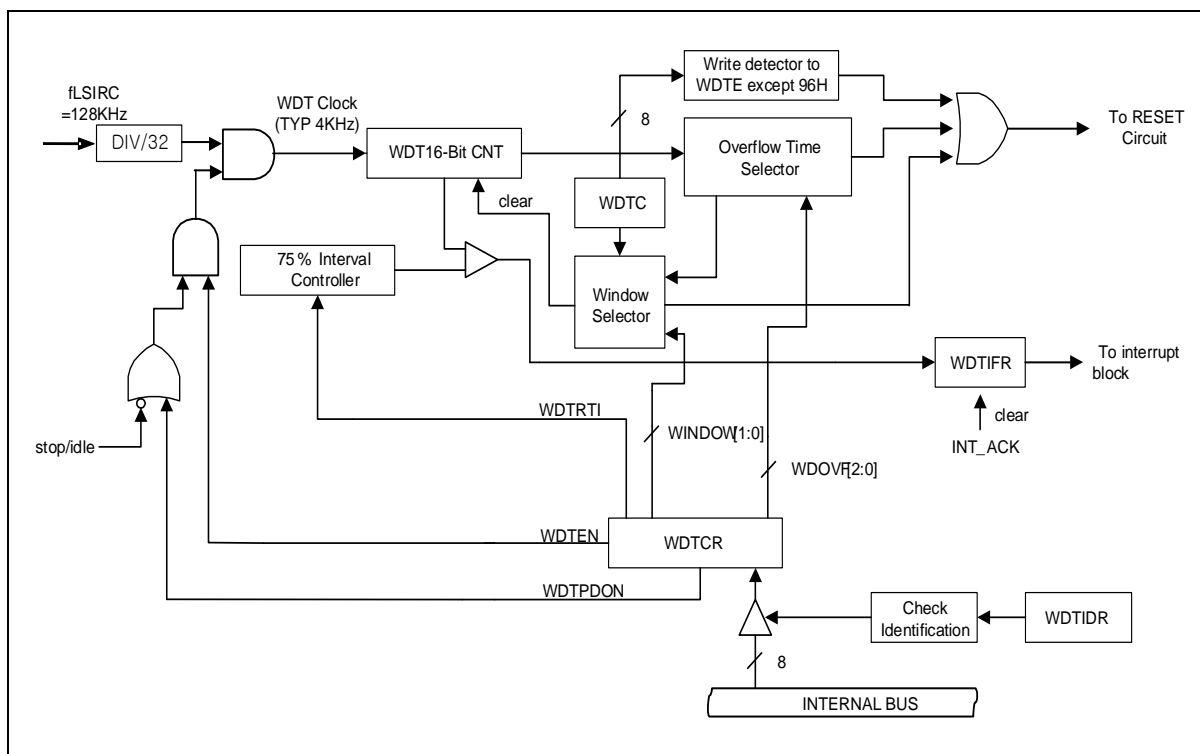 fLSIRC
=128KHz
DIV/32
WDT Clock
(TYP 4KHz)
WDT16-Bit CNT
clear
8
Write detector to
WDTE except 96H
Overflow Time
Selector
WDTC
To RESET
Circuit
75% Interval
Controller
Window
Selector
WDTIFR
To interrupt
block
clear
INT_ACK
stop/idle
WDTRTI
WINDOW[1:0]
WDOVF[2:0]
WDTEN
WDTCR
WDTPDON
Check
Identification
WDTIDR
8
INTERNAL BUS